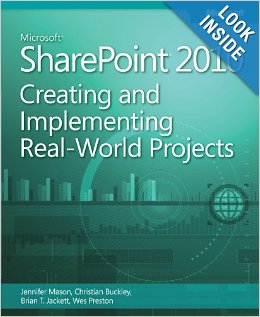 LOOK
INSIDE!
Microsoft®
SharePoint 201
Creating and
Implementing
Real-World Projects
Jennifer Mason, Christian Buckley,
Brian T. Jackett, Wes Preston